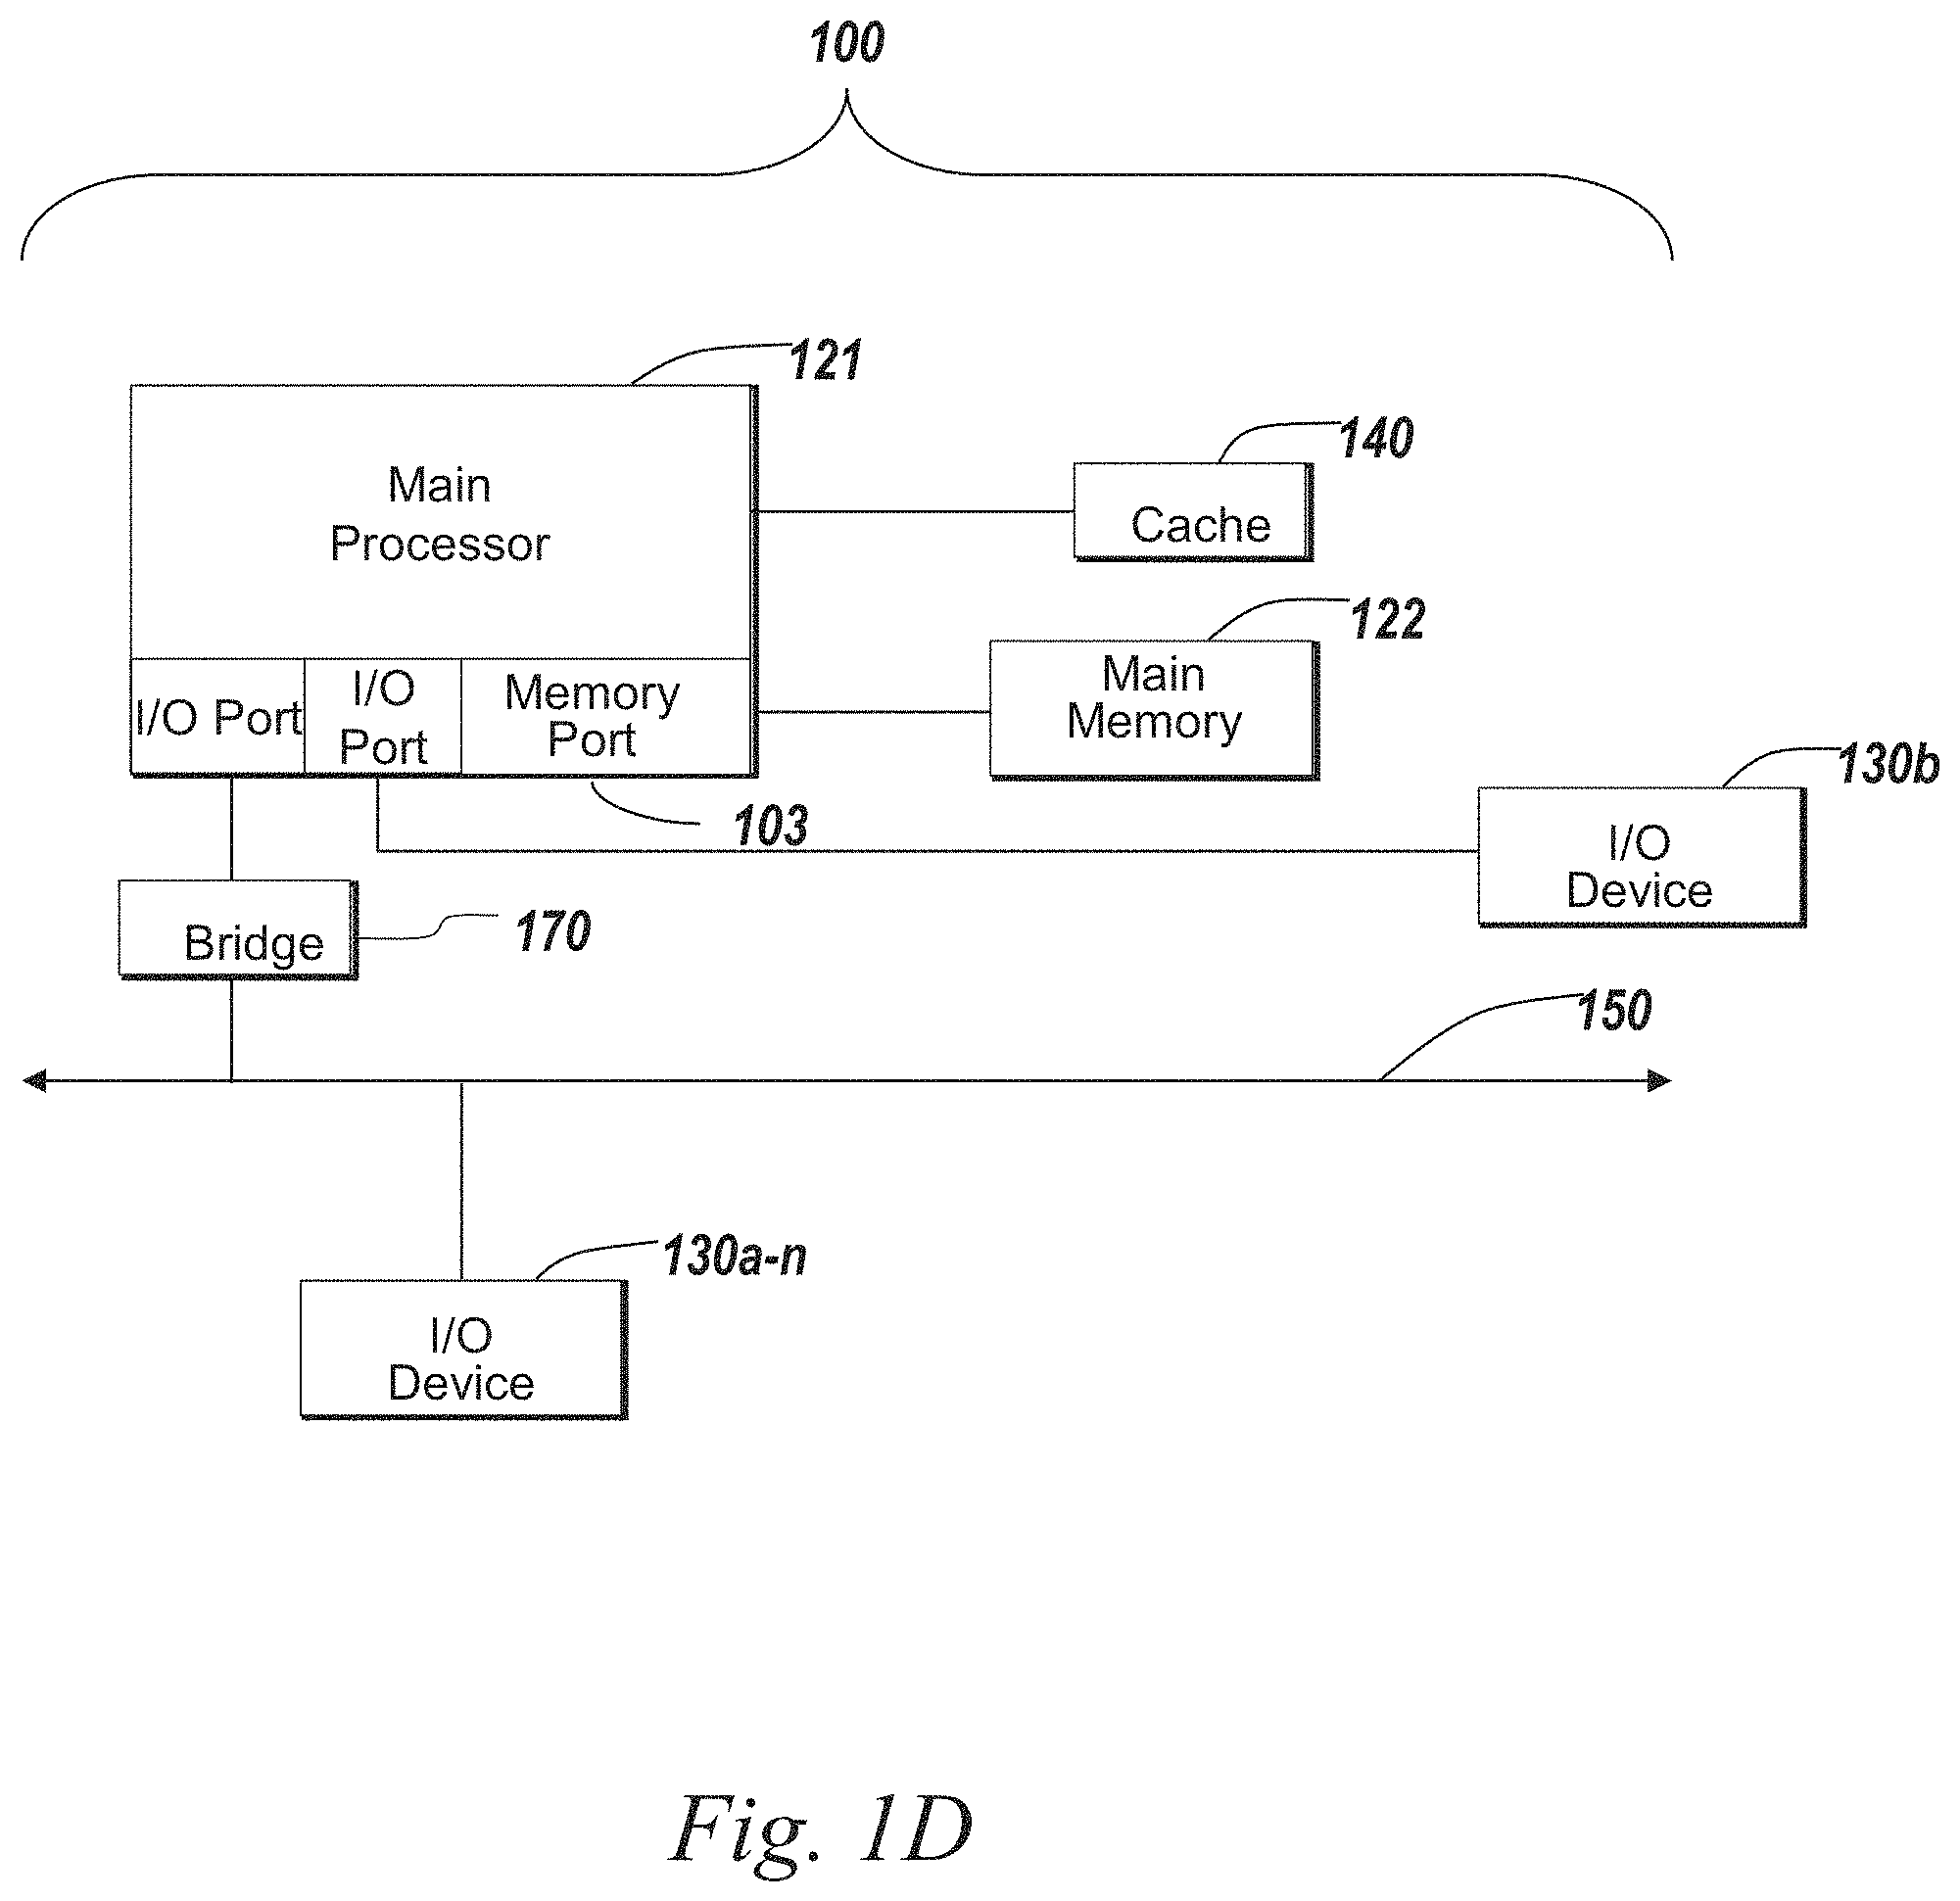 100
121
Main
Processor
140
Cache
122
Main
Memory
I/O Port
I/O
Port
Memory
Port
103
130b
I/O
Device
Bridge
170
150
130a-n
I/O
Device
Fig. 1D